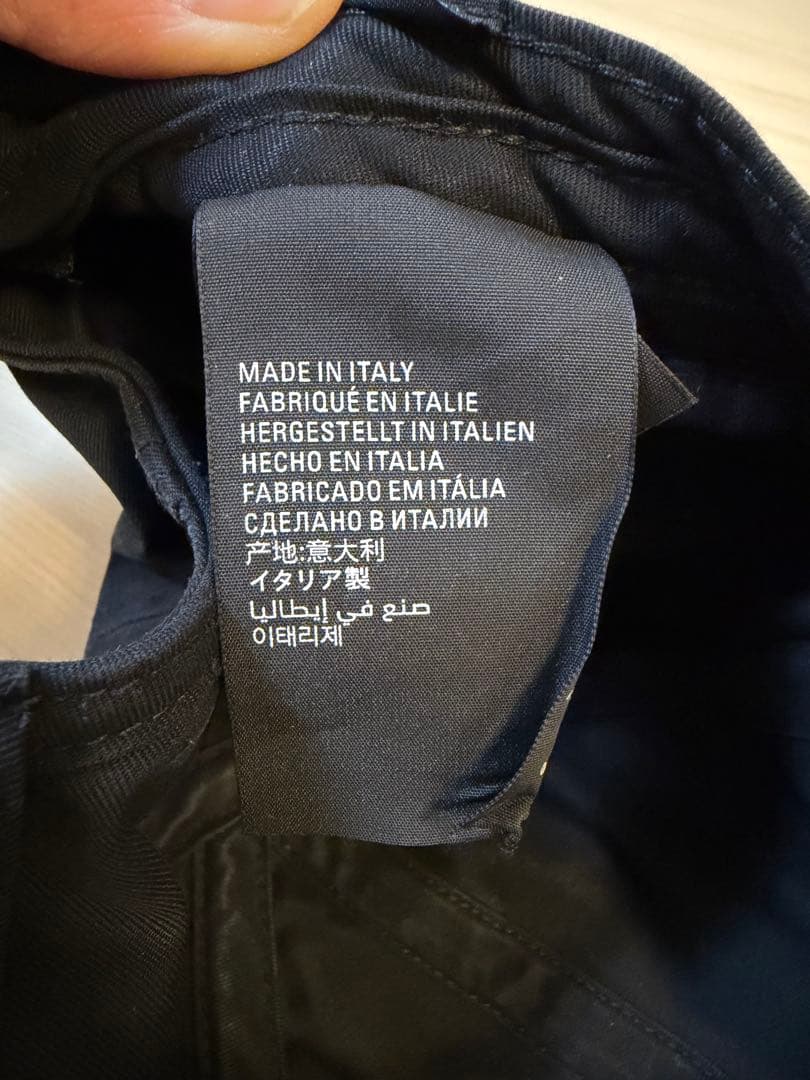 MADE IN ITALY
FABRIQUÉ EN ITALIE
HERGESTELLT IN ITALIEN
HECHO EN ITALIA
FABRICADO EM ITÁLIA
СДЕЛАНО В ИТАЛИИ
产地:意大利
イタリア製
صنع في إيطاليا
이태리제